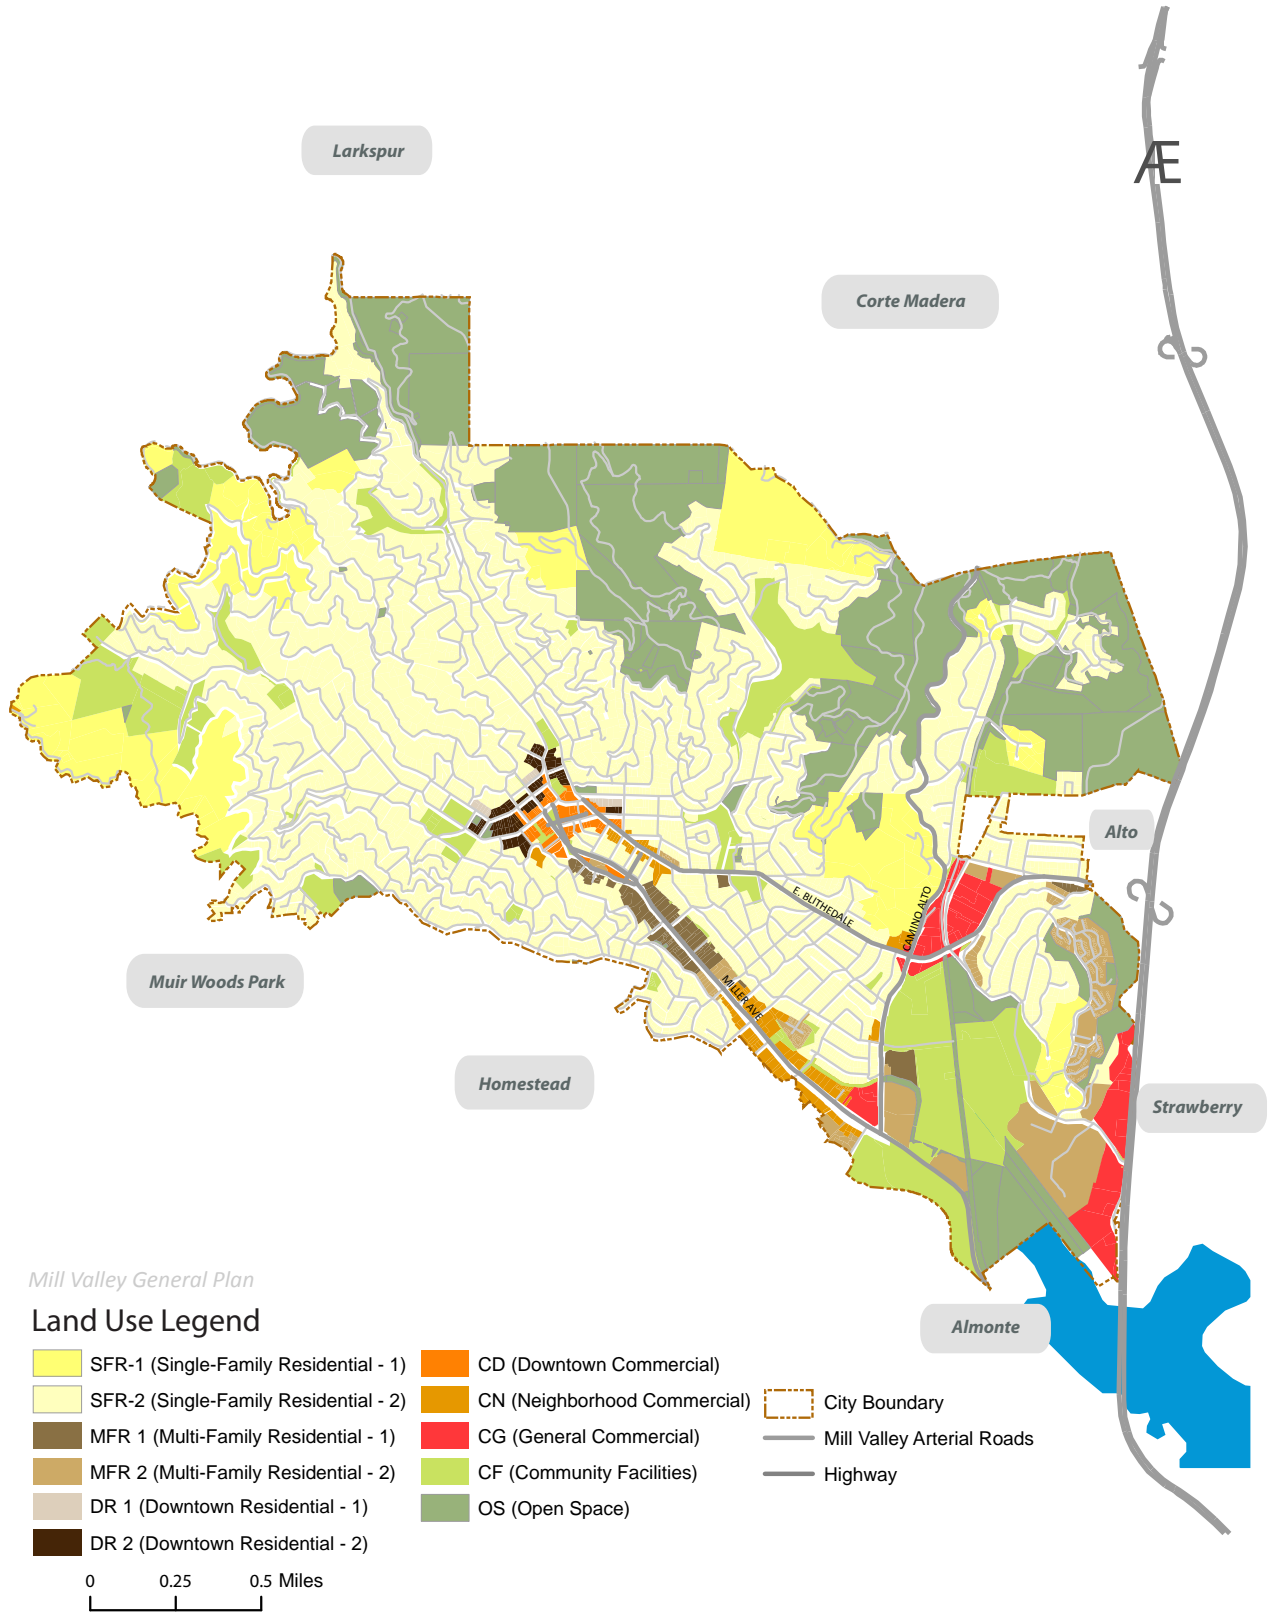 Larkspur
Æ
Corte Madera
Alto
E. BLITHEDALE
CAMINO ALTO
Muir Woods Park
MILLER AVE
Homestead
Strawberry
Almonte
Mill Valley General Plan
Land Use Legend
SFR-1 (Single-Family Residential - 1)
SFR-2 (Single-Family Residential - 2)
MFR 1 (Multi-Family Residential - 1)
MFR 2 (Multi-Family Residential - 2)
DR 1 (Downtown Residential - 1)
DR 2 (Downtown Residential - 2)
CD (Downtown Commercial)
CN (Neighborhood Commercial)
CG (General Commercial)
CF (Community Facilities)
OS (Open Space)
City Boundary
Mill Valley Arterial Roads
Highway
0 0.25 0.5 Miles